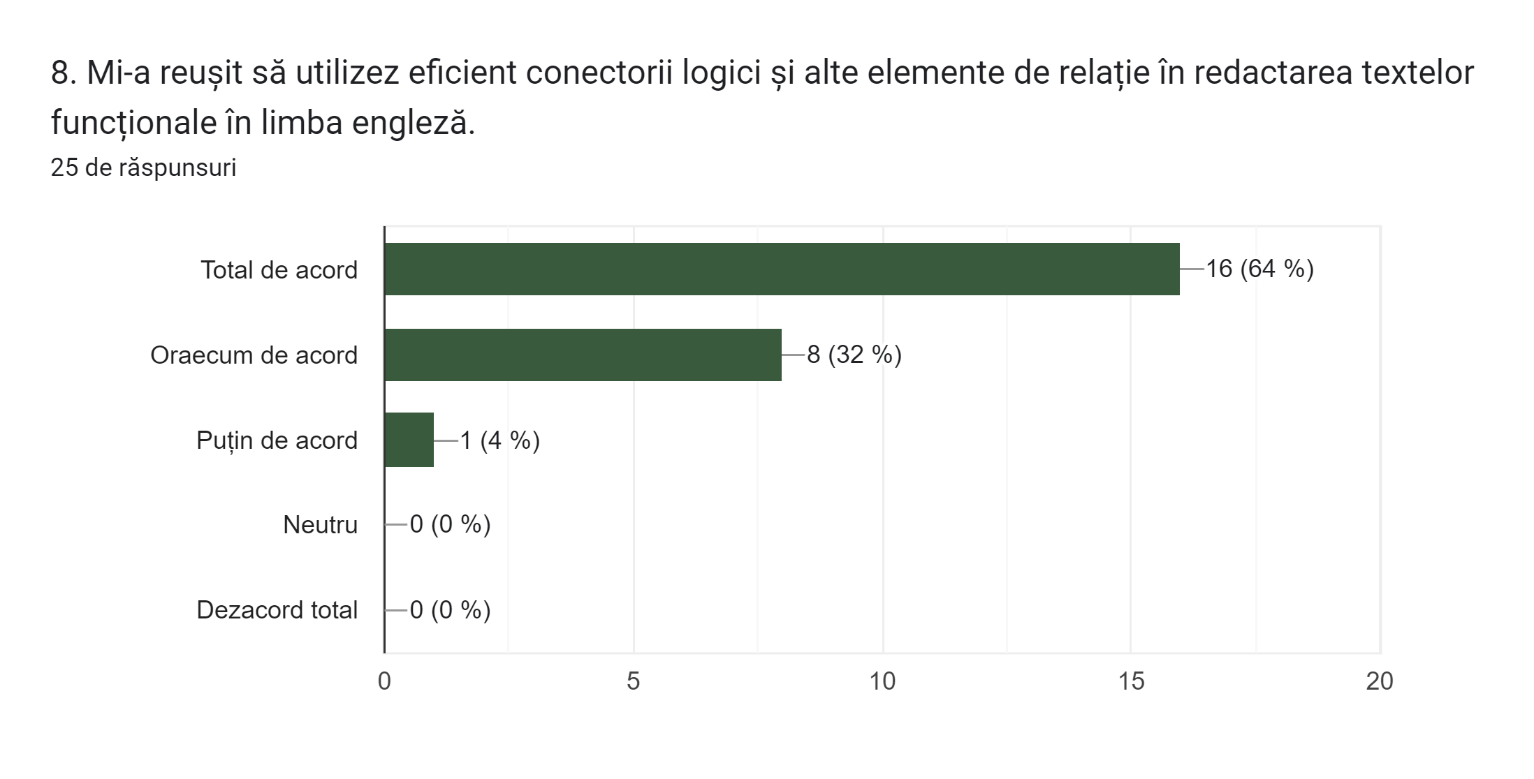 8. Mi-a reușit să utilizez eficient conectorii logici și alte elemente de relație în redactarea textelor
funcționale în limba engleză.
25 de răspunsuri
Total de acord
16 (64 %)
Oraecum de acord
8 (32 %)
Puțin de acord
1 (4 %)
Neutru
0 (0 %)
Dezacord total
0 (0 %)
0 5 10 15 20